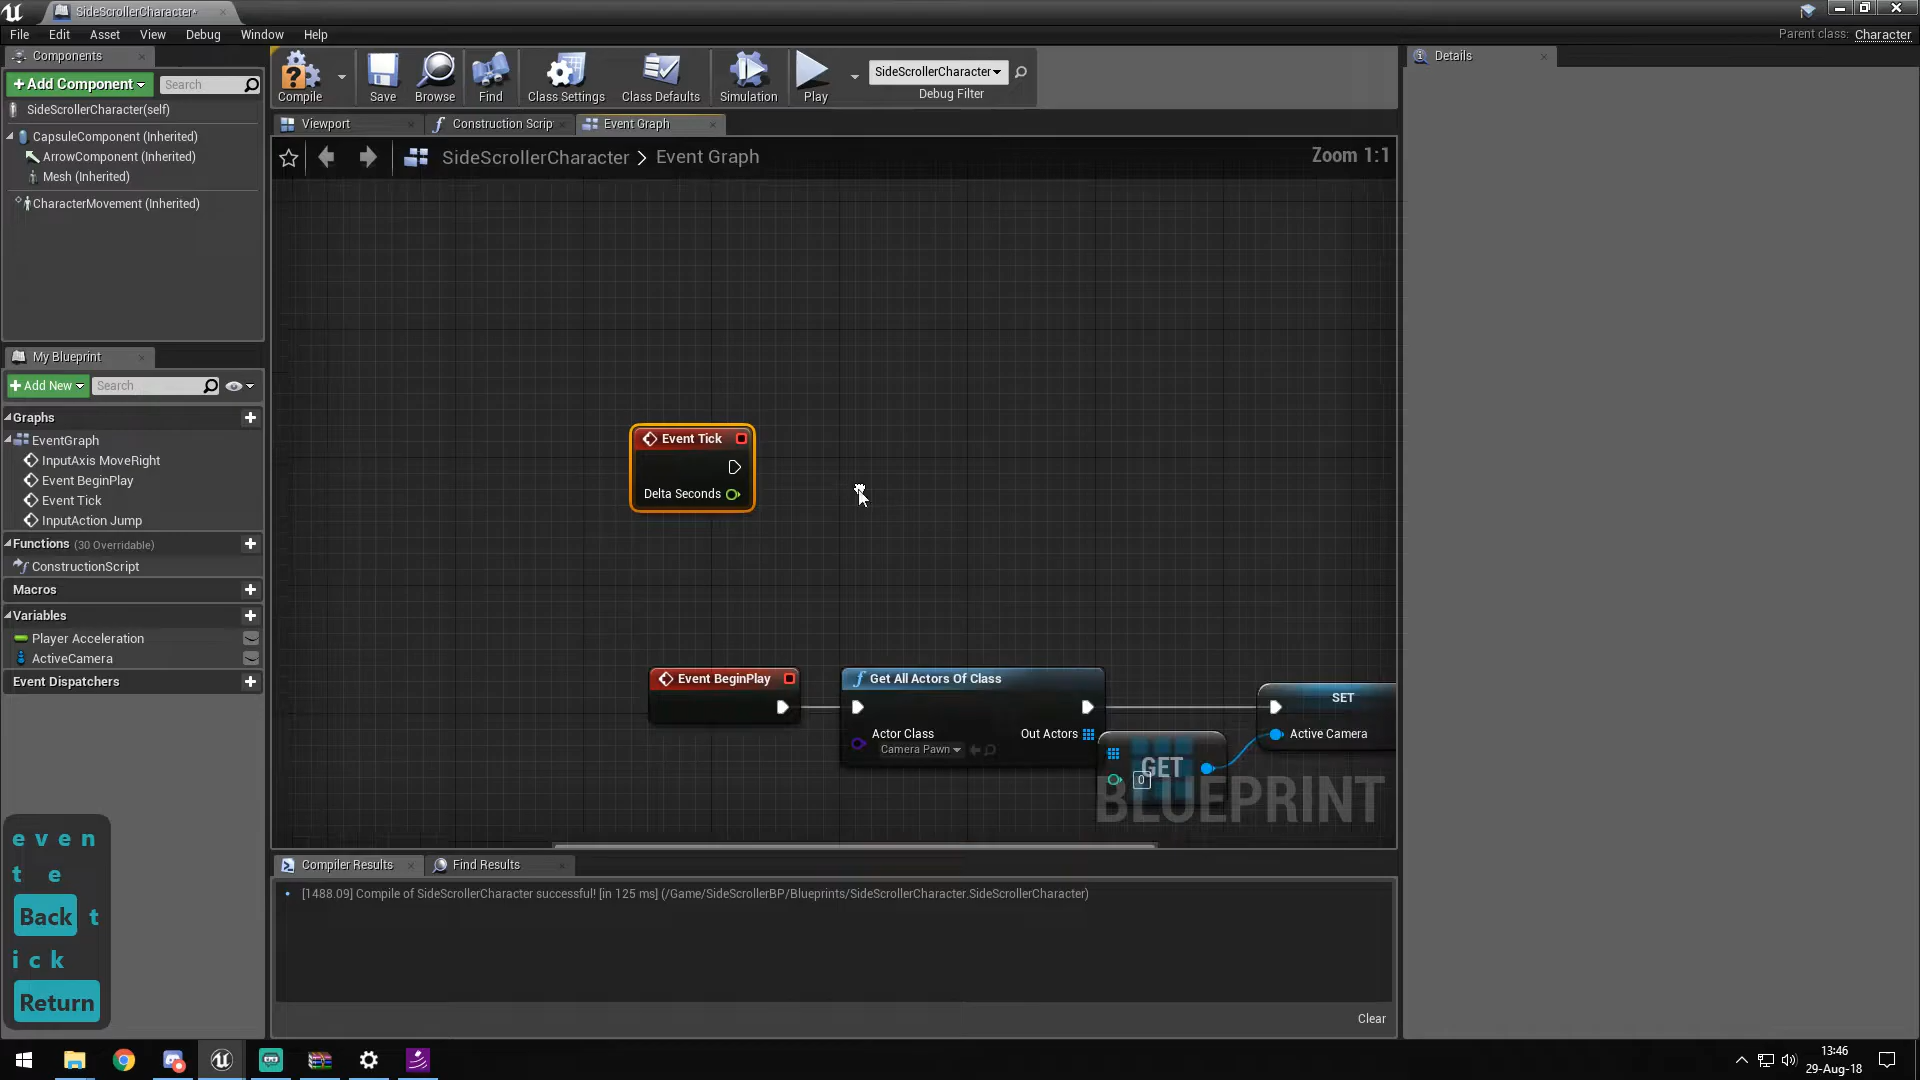 SideScrollerCharacter*
File Edit Asset View Debug Window Help
Parent class: Character
Components
+Add Component
Search
SideScrollerCharacter(self)
CapsuleComponent (Inherited)
ArrowComponent (Inherited)
Mesh (Inherited)
CharacterMovement (Inherited)
Compile
Save
Browse
Find
Class Settings
Class Defaults
Simulation
Play
SideScrollerCharacter
Debug Filter
Details
Viewport
Construction Scrip
Event Graph
SideScrollerCharacter > Event Graph
Zoom 1:1
My Blueprint
+Add New
Search
Graphs
EventGraph
InputAxis MoveRight
Event BeginPlay
Event Tick
InputAction Jump
Functions (30 Overridable)
ConstructionScript
Macros
Variables
Player Acceleration
ActiveCamera
Event Dispatchers
Event Tick
Delta Seconds
Event BeginPlay
Get All Actors Of Class
Actor Class
Camera Pawn
Out Actors
GET
0
SET
Active Camera
BLUEPRINT
e v e n
t e
Back t
i c k
Return
Compiler Results
Find Results
[1488.09] Compile of SideScrollerCharacter successful! [in 125 ms] (/Game/SideScrollerBP/Blueprints/SideScrollerCharacter.SideScrollerCharacter)
Clear
13:46
29-Aug-18